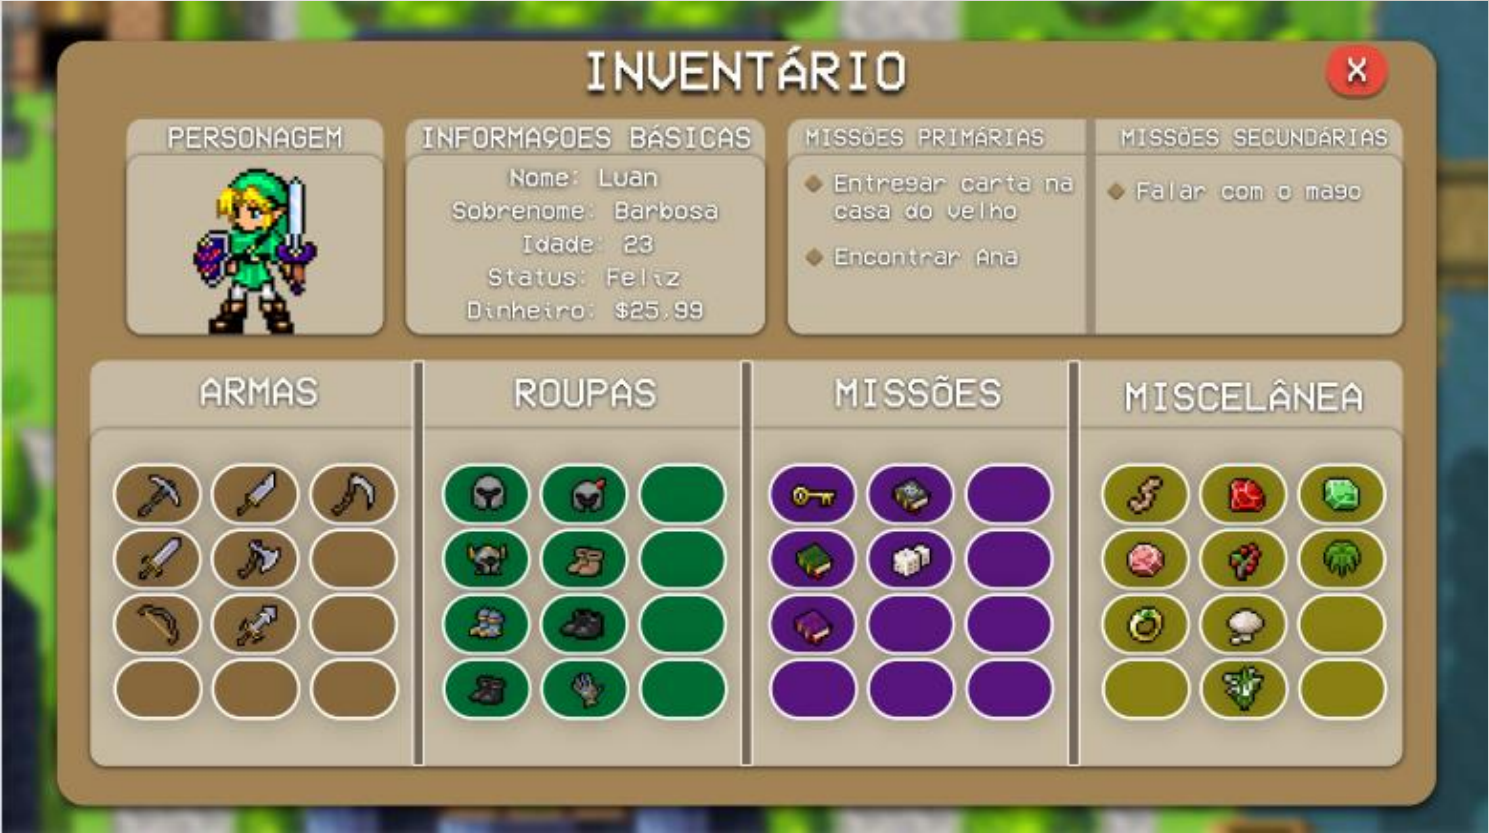 INVENTÁRIO
X
PERSONAGEM
INFORMAÇOES BÁSICAS
Nome: Luan
Sobrenome: Barbosa
Idade: 23
Status: Feliz
Dinheiro: $25,99
MISSÕES PRIMÁRIAS
Entregar carta na
casa do velho
Encontrar Ana
MISSÕES SECUNDÁRIAS
Falar com o mago
ARMAS
ROUPAS
MISSÕES
MISCELÂNEA